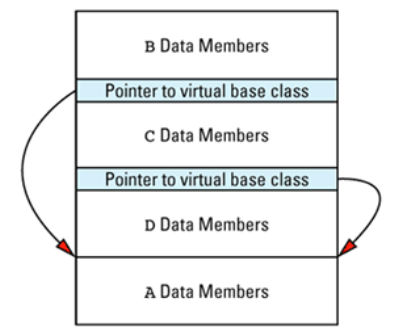 B Data Members
Pointer to virtual base class
C Data Members
Pointer to virtual base class
D Data Members
A Data Members